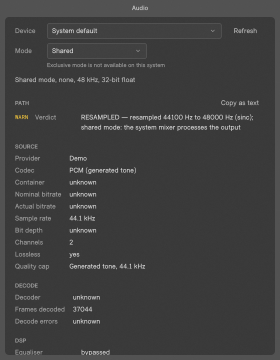 Audio
Device System default Refresh
Mode Shared
Exclusive mode is not available on this system
Shared mode, none, 48 kHz, 32-bit float
PATH Copy as text
WARN Verdict RESAMPLED — resampled 44100 Hz to 48000 Hz (sinc);
shared mode: the system mixer processes the output
SOURCE
Provider Demo
Codec PCM (generated tone)
Container unknown
Nominal bitrate unknown
Actual bitrate unknown
Sample rate 44.1 kHz
Bit depth unknown
Channels 2
Lossless yes
Quality cap Generated tone, 44.1 kHz
DECODE
Decoder unknown
Frames decoded 37044
Decode errors unknown
DSP
Equaliser bypassed